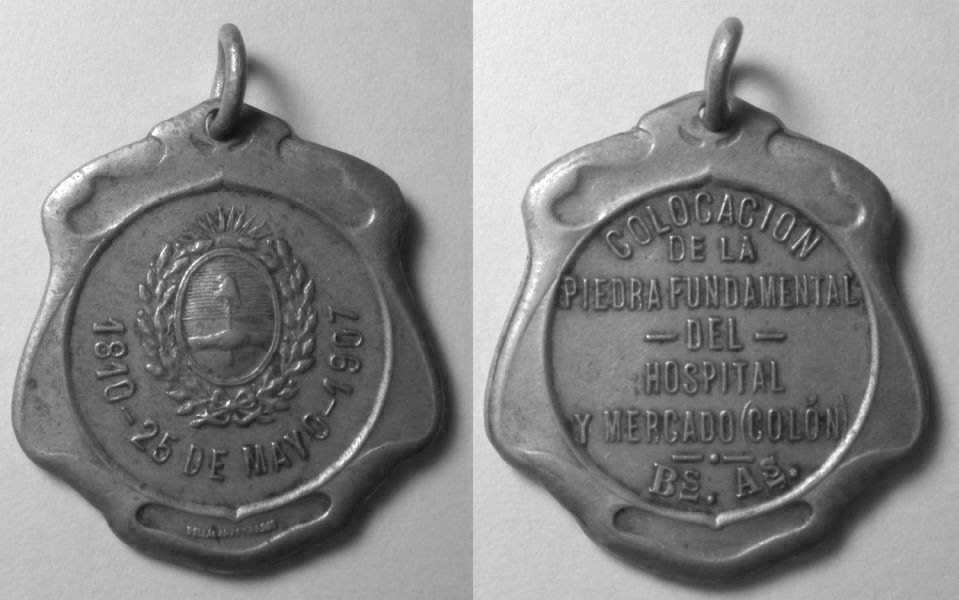 1810-25 DE MAYO-1907
COLOCACION
DE LA
PIEDRA FUNDAMENTAL
- DEL -
HOSPITAL
Y MERCADO (COLÓN)
Bs. As.